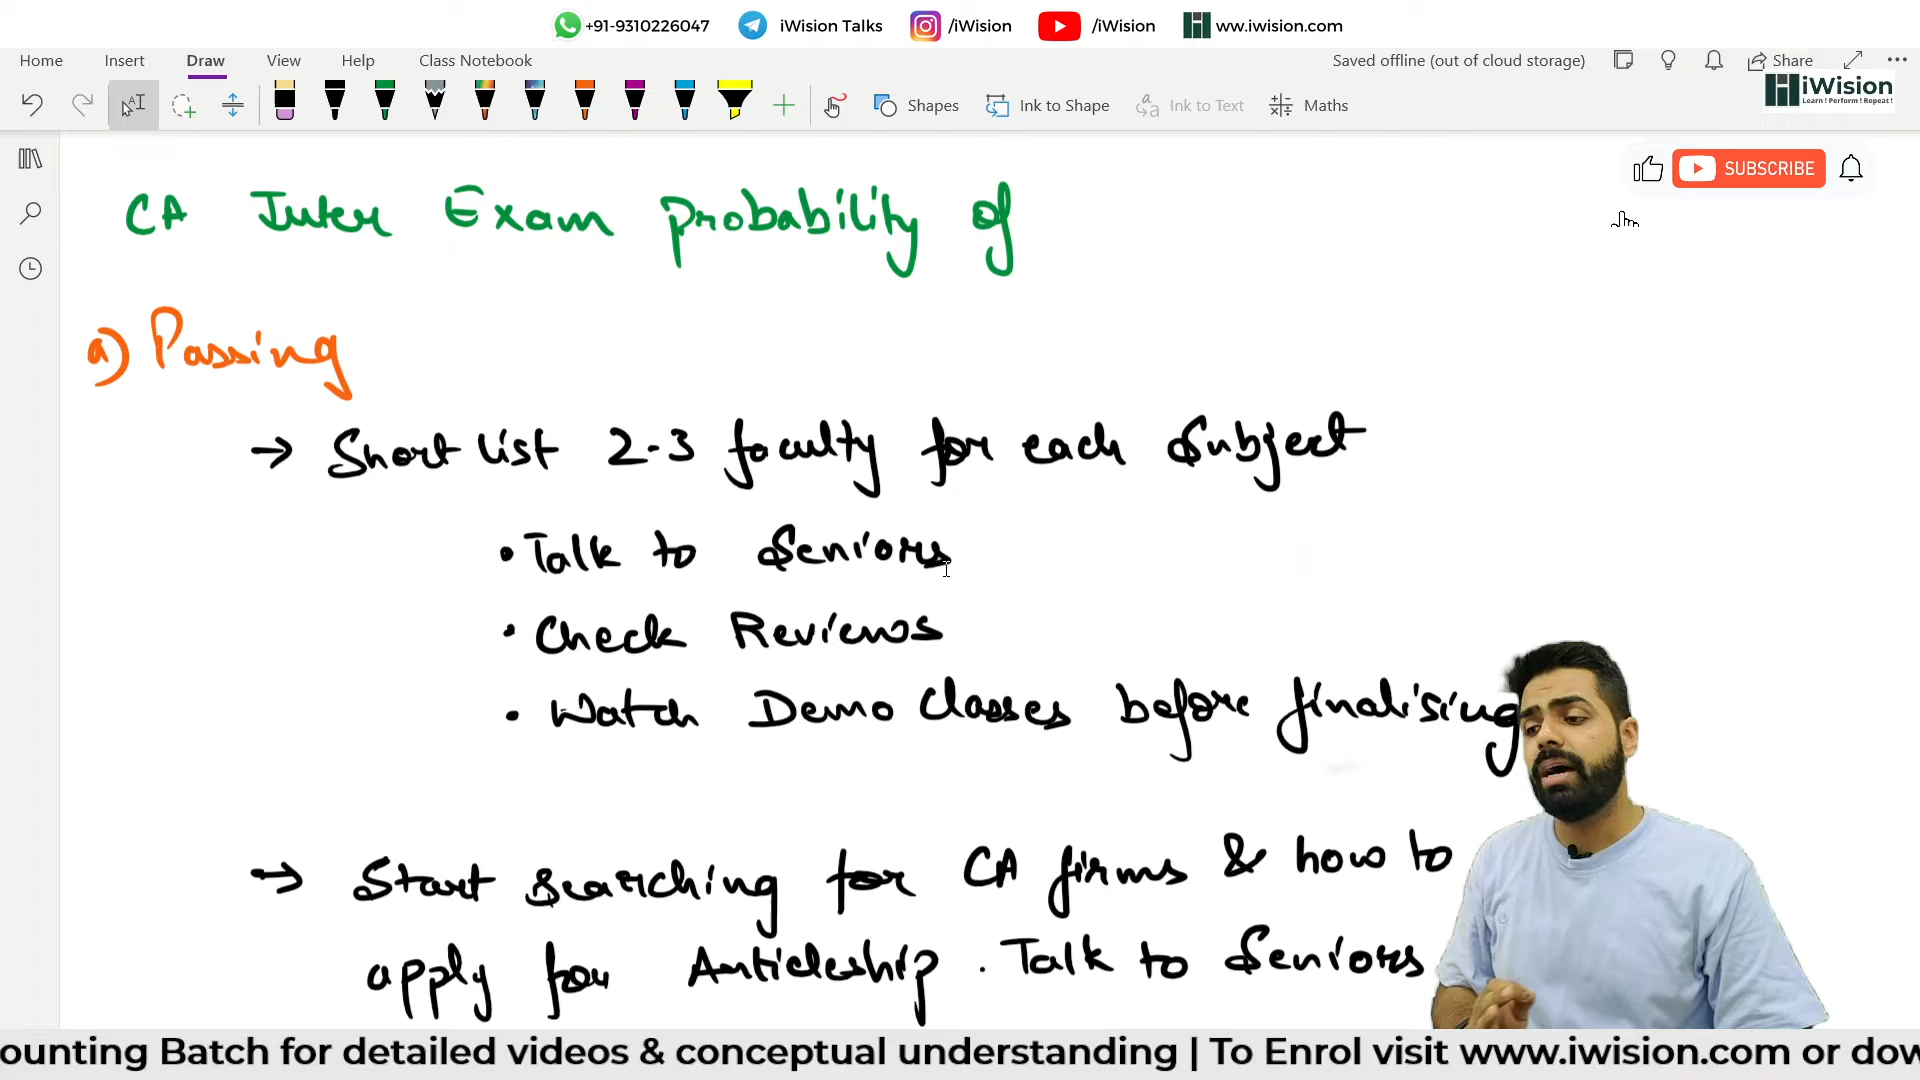 +91-9310226047 iWision Talks /iWision /iWision ww.iwision.com
Home Insert Draw View Help Class Notebook Saved offline (out of cloud storage) Share
Shapes Ink to Shape Ink to Text Maths
iWision
Learn ! Perform ! Repeat !
SUBSCRIBE
CA Inter Exam probability of
a) Passing
→ Short list 2-3 faculty for each Subject
• Talk to Seniors
• Check Reviews
• Watch Demo Classes before finalising
→ Start searching for CA firms & how to
apply for Articleship . Talk to Seniors
ounting Batch for detailed videos & conceptual understanding | To Enrol visit www.iwision.com or dow